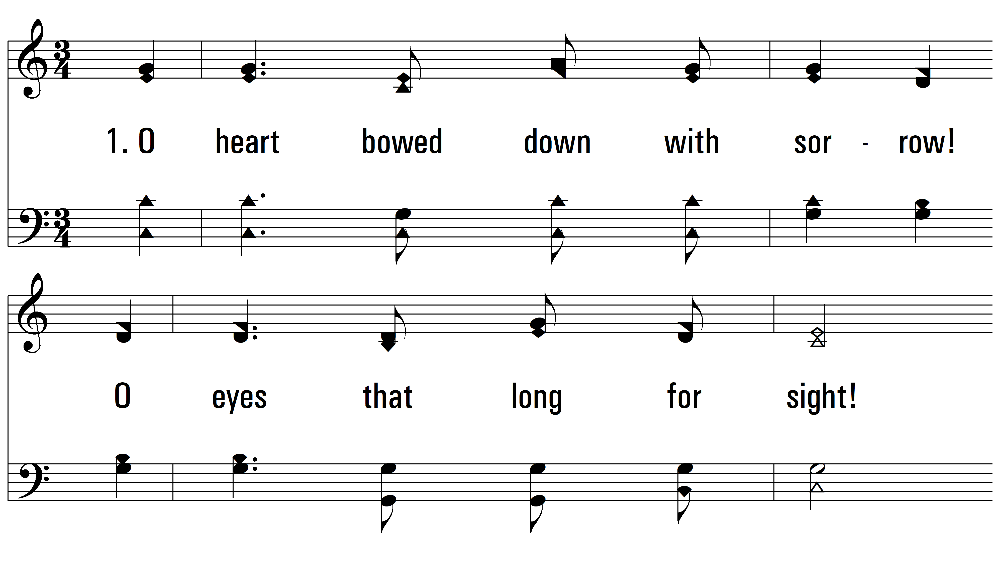 1. O heart bowed down with sor - row!
O eyes that long for sight!